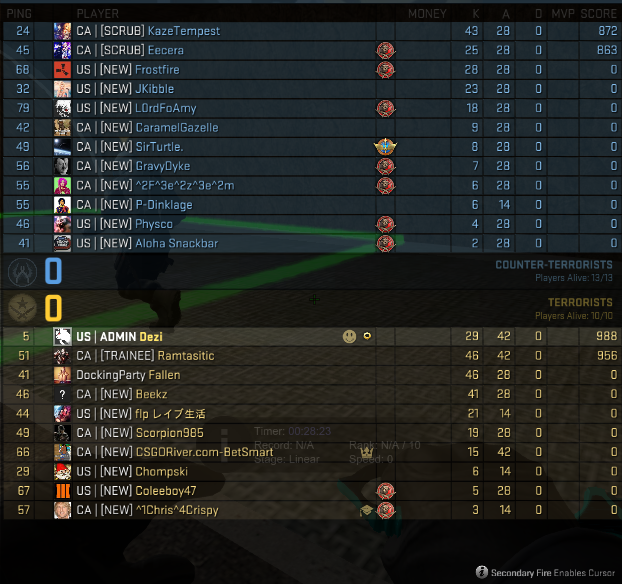 PING PLAYER MONEY K A D MVP SCORE
24 CA | [SCRUB] KazeTempest 43 28 0 872
45 CA | [SCRUB] Eecera 25 28 0 863
68 US | [NEW] Frostfire 28 28 0 0
32 US | [NEW] JKibble 23 28 0 0
79 US | [NEW] L0rdFoAmy 18 28 0 0
42 CA | [NEW] CaramelGazelle 9 28 0 0
49 CA | [NEW] SirTurtle. 8 28 0 0
56 CA | [NEW] GravyDyke 7 28 0 0
55 CA | [NEW] ^2F^3e^2z^3e^2m 6 28 0 0
55 CA | [NEW] P-Dinklage 6 14 0 0
46 US | [NEW] Physco 4 28 0 0
41 US | [NEW] Aloha Snackbar 2 28 0 0
0 COUNTER-TERRORISTS
Players Alive: 13/13
0 TERRORISTS
Players Alive: 10/10
5 US | ADMIN Dezi 29 42 0 988
51 CA | [TRAINEE] Ramtasitic 46 42 0 956
41 DockingParty Fallen 46 28 0 0
46 ? CA | [NEW] Beekz 41 28 0 0
44 US | [NEW] flp レイブ生活 21 14 0 0
49 CA | [NEW] Scorpion985 19 28 0 0
66 CA | [NEW] CSGORiver.com-BetSmart 15 42 0 0
29 US | [NEW] Chompski 6 14 0 0
67 US | [NEW] Coleeboy47 5 28 0 0
57 CA | [NEW] ^1Chris^4Crispy 3 14 0 0
Timer: 00:28:23
Record: N/A Rank: N/A / 10
Stage: Linear Speed: 0
Secondary Fire Enables Cursor